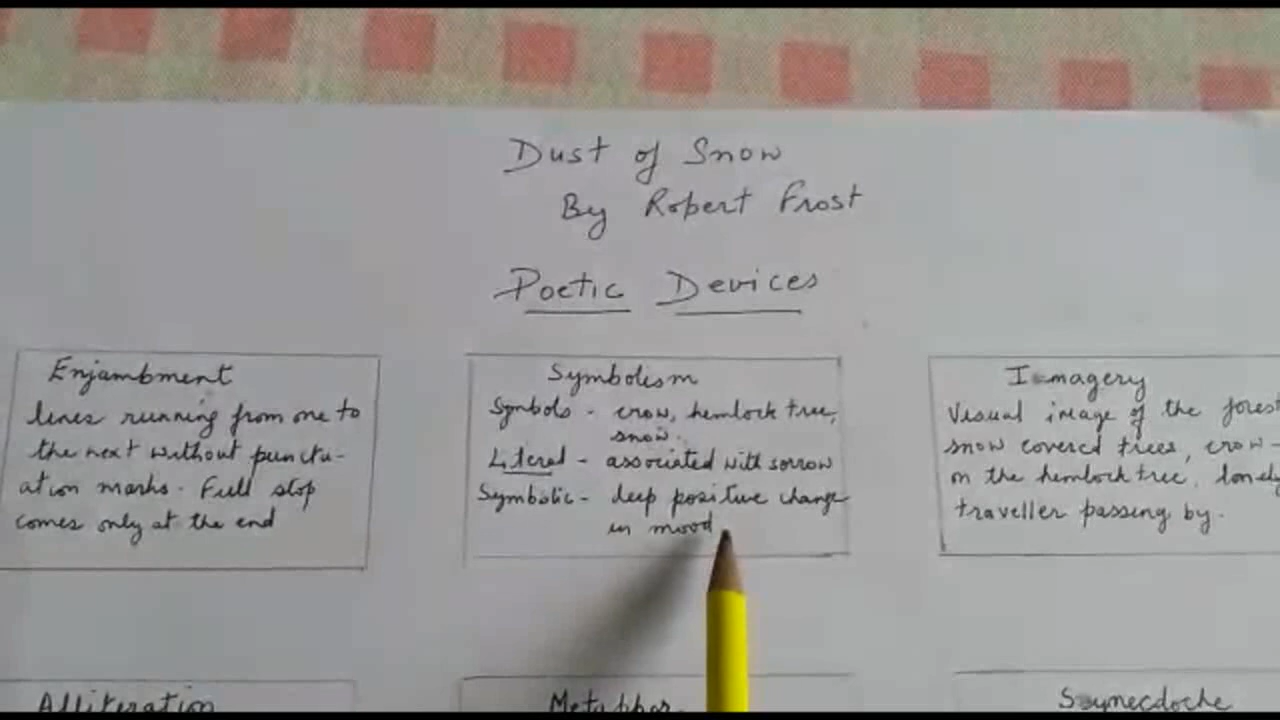 Dust of Snow
By Robert Frost
Poetic Devices
Enjambment
lines running from one to
the next without punctu-
ation marks. Full stop
comes only at the end
Symbolism
Symbols - crow, hemlock tree,
snow.
Literal - associated with sorrow
Symbolic - deep positive change
in mood
Imagery
Visual image of the forest
snow covered trees, crow-
on the hemlock tree, lonely
traveller passing by.
Alliteration
Metaphor
Synecdoche